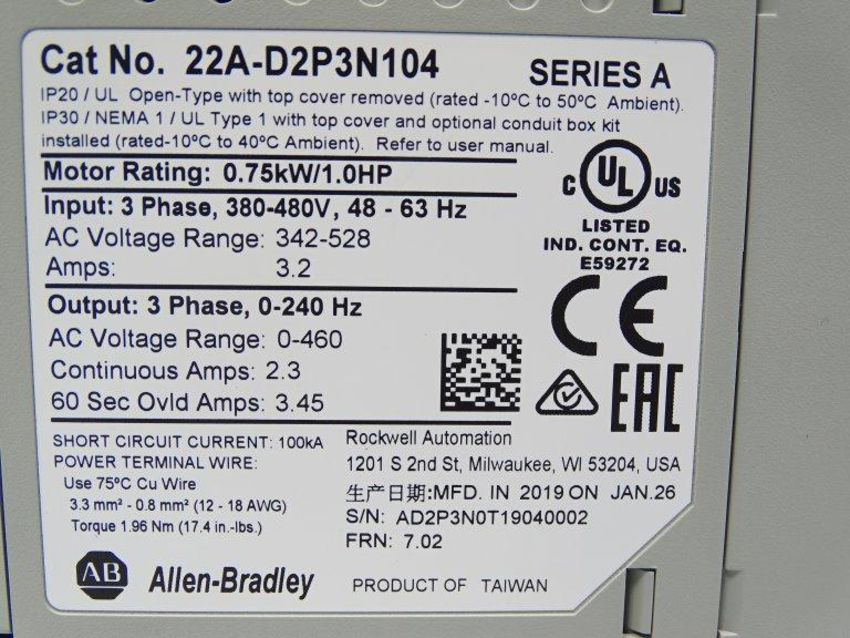 Cat No. 22A-D2P3N104 SERIES A
IP20 / UL Open-Type with top cover removed (rated -10ºC to 50ºC Ambient).
IP30 / NEMA 1 / UL Type 1 with top cover and optional conduit box kit
installed (rated-10ºC to 40ºC Ambient). Refer to user manual.
Motor Rating: 0.75kW/1.0HP
Input: 3 Phase, 380-480V, 48 - 63 Hz
AC Voltage Range: 342-528
Amps: 3.2
C UL US
LISTED
IND. CONT. EQ.
E59272
CE
Output: 3 Phase, 0-240 Hz
AC Voltage Range: 0-460
Continuous Amps: 2.3
60 Sec Ovld Amps: 3.45
EAC
SHORT CIRCUIT CURRENT: 100kA
POWER TERMINAL WIRE:
Use 75ºC Cu Wire
3.3 mm² - 0.8 mm² (12 - 18 AWG)
Torque 1.96 Nm (17.4 in.-lbs.)
Rockwell Automation
1201 S 2nd St, Milwaukee, WI 53204, USA
生产日期:MFD. IN 2019 ON JAN.26
S/N: AD2P3N0T19040002
FRN: 7.02
AB Allen-Bradley
PRODUCT OF TAIWAN